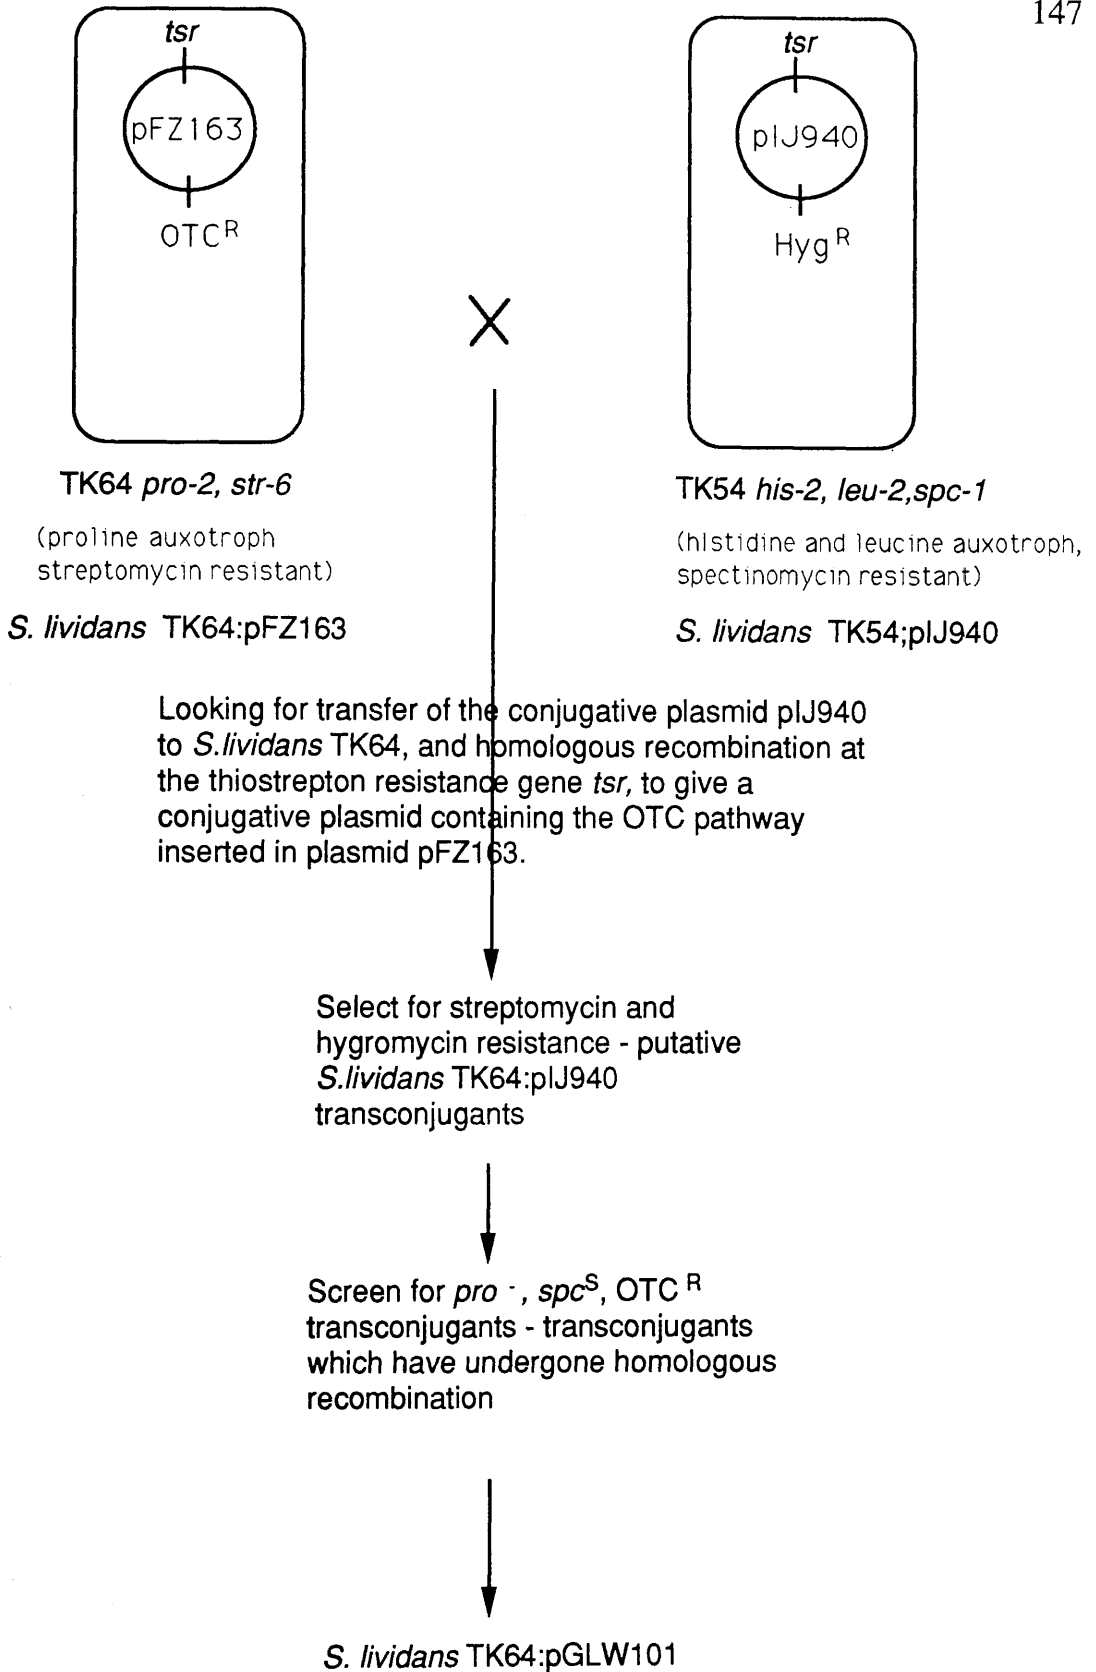 147
tsr
pFZ163
OTC R
tsr
pIJ940
Hyg R
X
TK64 pro-2, str-6
(proline auxotroph
streptomycin resistant)
S. lividans TK64:pFZ163
TK54 his-2, leu-2,spc-1
(histidine and leucine auxotroph,
spectinomycin resistant)
S. lividans TK54;pIJ940
Looking for transfer of the conjugative plasmid pIJ940
to S.lividans TK64, and homologous recombination at
the thiostrepton resistance gene tsr, to give a
conjugative plasmid containing the OTC pathway
inserted in plasmid pFZ163.
Select for streptomycin and
hygromycin resistance - putative
S.lividans TK64:pIJ940
transconjugants
Screen for pro -, spcS, OTC R
transconjugants - transconjugants
which have undergone homologous
recombination
S. lividans TK64:pGLW101